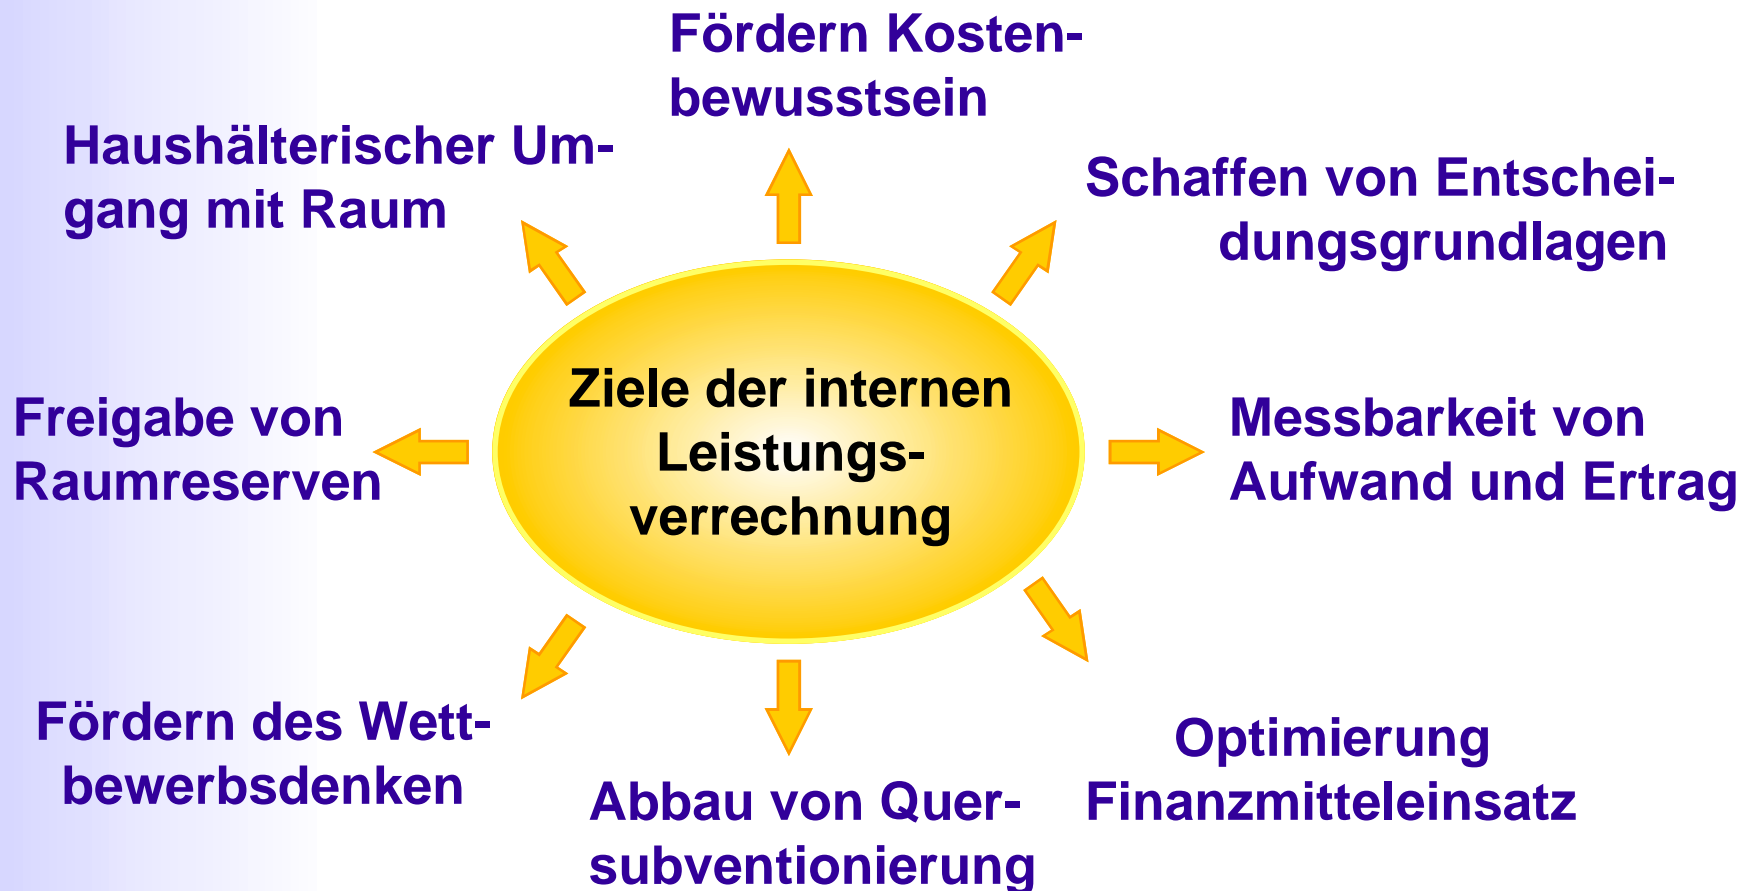 Fördern Kosten-
bewusstsein
Haushälterischer Um-
gang mit Raum
Schaffen von Entschei-
dungsgrundlagen
Ziele der internen
Leistungs-
verrechnung
Freigabe von
Raumreserven
Messbarkeit von
Aufwand und Ertrag
Fördern des Wett-
bewerbsdenken
Abbau von Quer-
subventionierung
Optimierung
Finanzmitteleinsatz